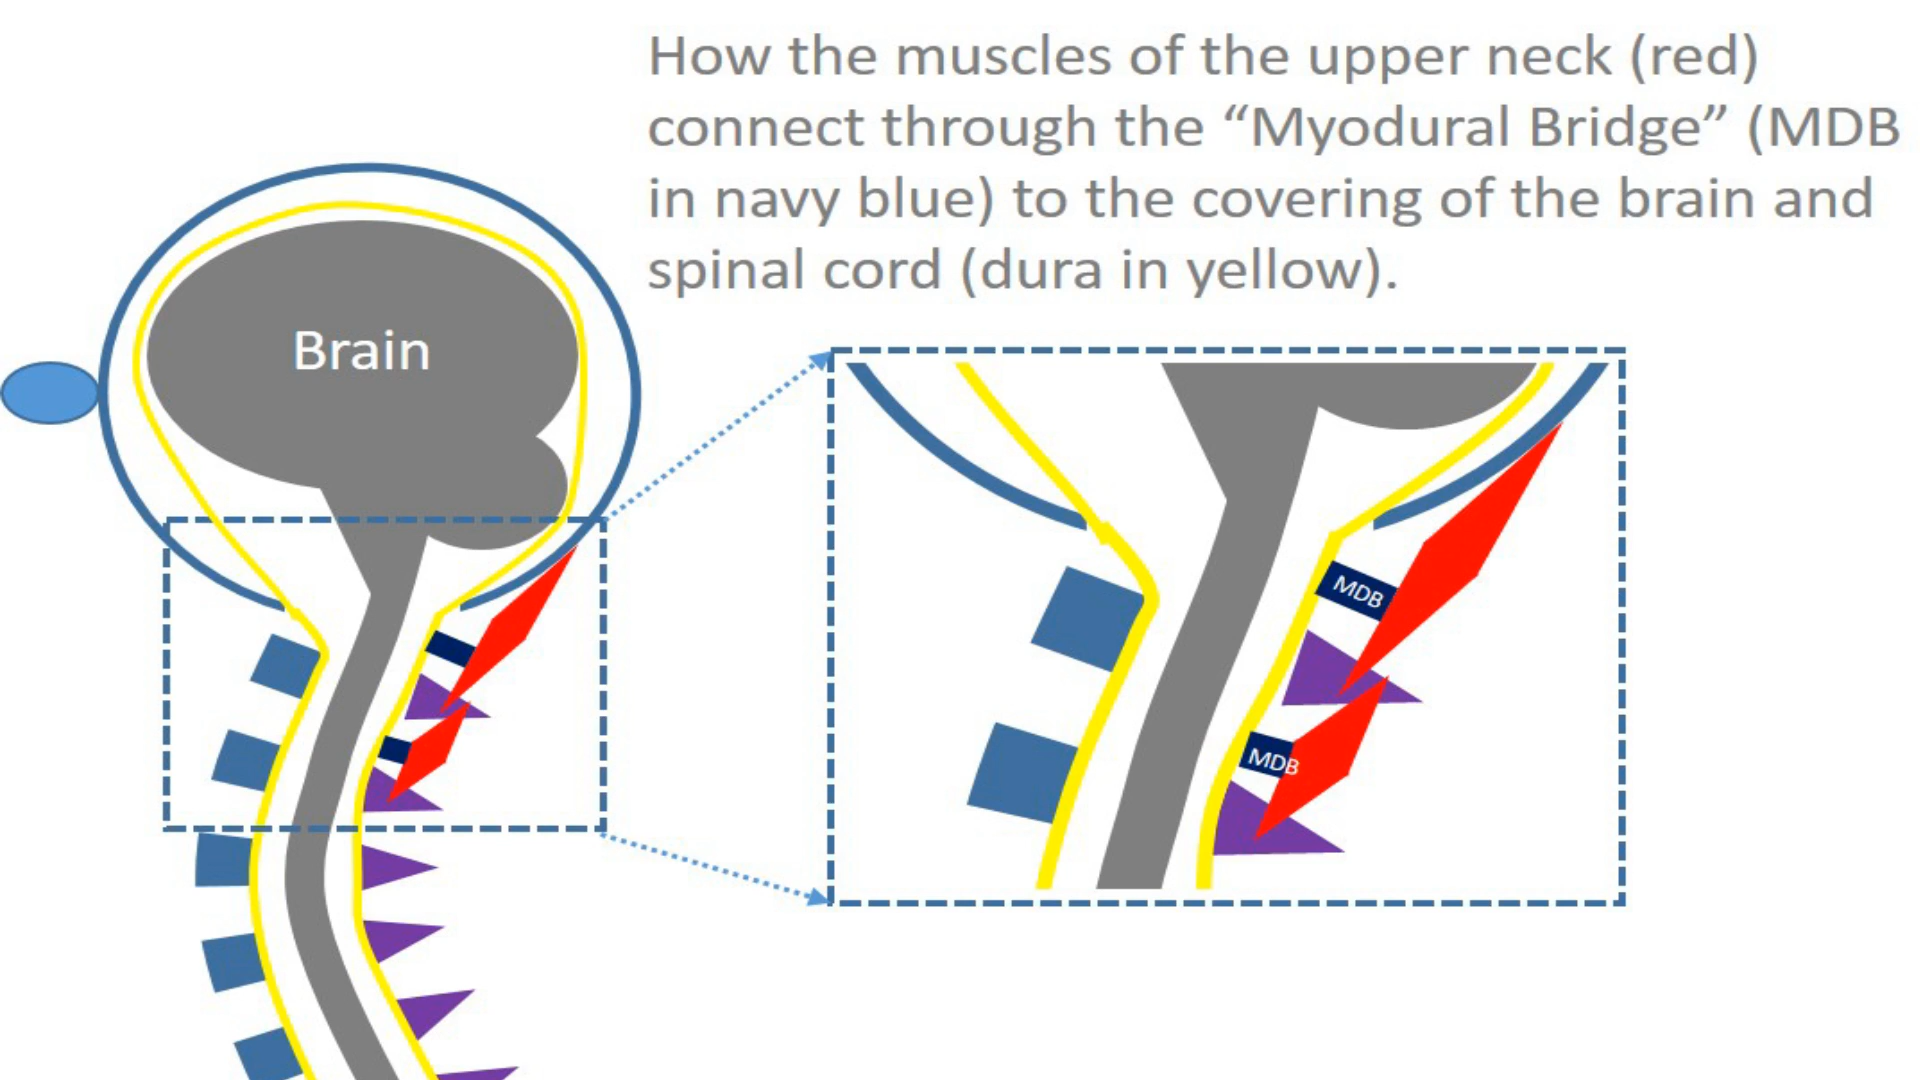 How the muscles of the upper neck (red)
connect through the “Myodural Bridge” (MDB
in navy blue) to the covering of the brain and
spinal cord (dura in yellow).
Brain
MDB
MDB